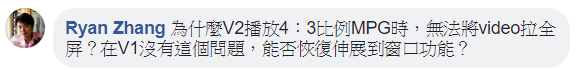 Ryan Zhang 為什麼V2播放4：3比例MPG時，無法將video拉全
屏？在V1沒有這個問題，能否恢復伸展到窗口功能？